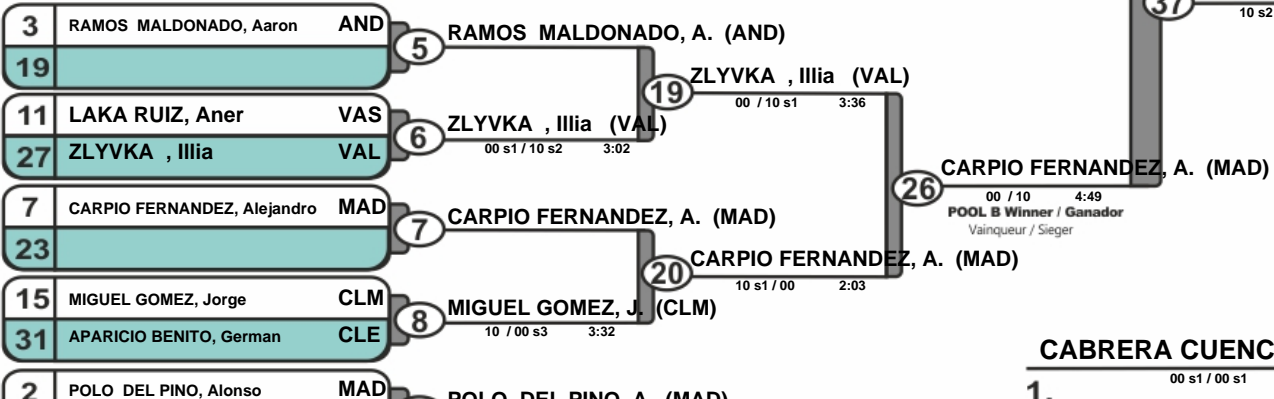 37
10 s2
3 RAMOS MALDONADO, Aaron AND
19
5 RAMOS MALDONADO, A. (AND)
11 LAKA RUIZ, Aner VAS
27 ZLYVKA , Illia VAL
6 ZLYVKA , Illia (VAL)
00 s1 / 10 s2 3:02
19 ZLYVKA , Illia (VAL)
00 / 10 s1 3:36
7 CARPIO FERNANDEZ, Alejandro MAD
23
7 CARPIO FERNANDEZ, A. (MAD)
15 MIGUEL GOMEZ, Jorge CLM
31 APARICIO BENITO, German CLE
8 MIGUEL GOMEZ, J. (CLM)
10 / 00 s3 3:32
20 CARPIO FERNANDEZ, A. (MAD)
10 s1 / 00 2:03
26 CARPIO FERNANDEZ, A. (MAD)
00 / 10 4:49
POOL B Winner / Ganador
Vainqueur / Sieger
2 POLO DEL PINO, Alonso MAD
POLO DEL PINO, A. (MAD)
CABRERA CUENC
00 s1 / 00 s1
1.